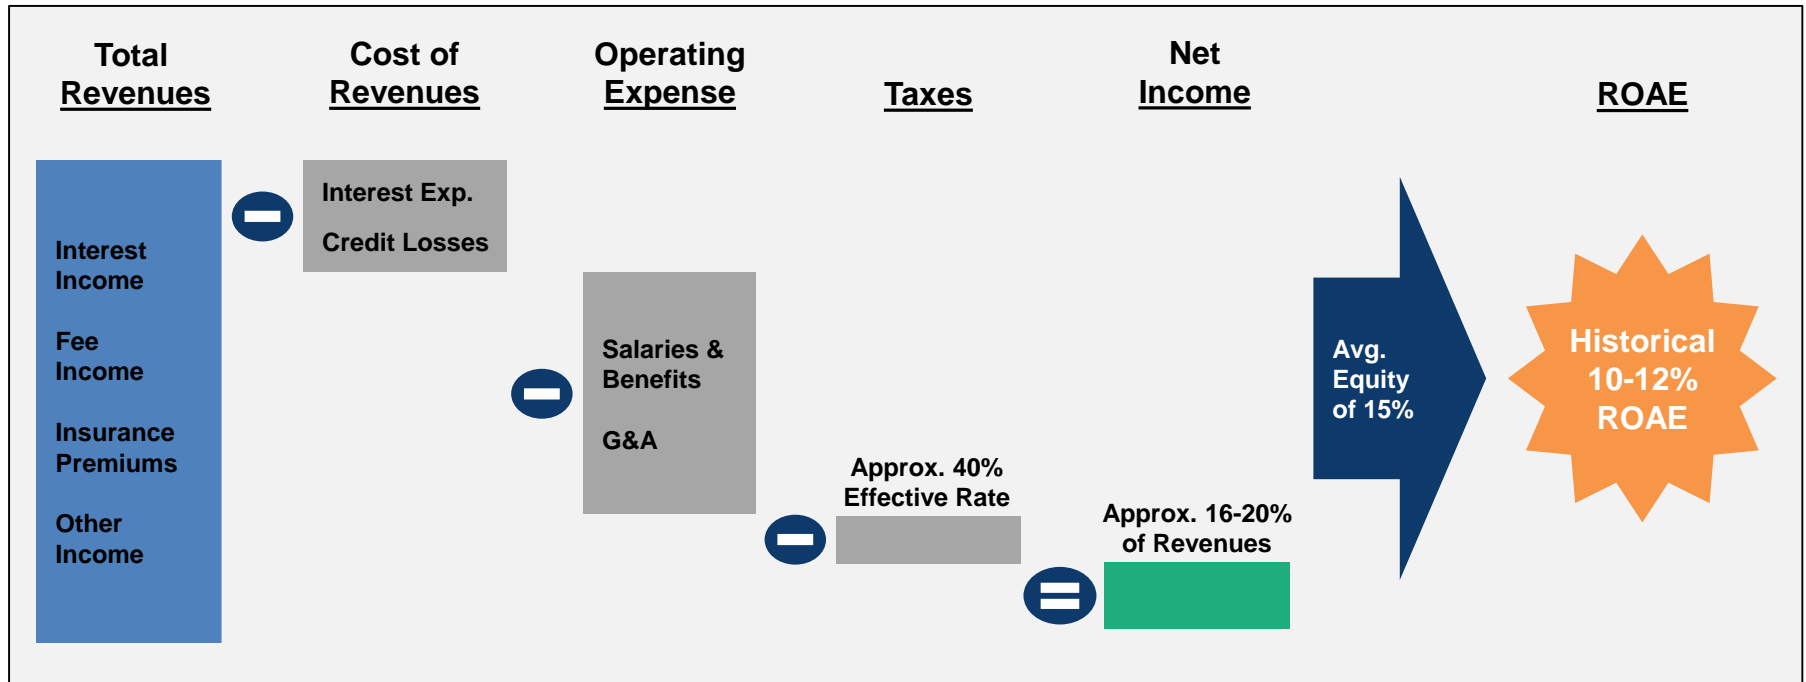 Total
Revenues
Cost of
Revenues
Operating
Expense
Taxes
Net
Income
ROAE
Interest
Income
Fee
Income
Insurance
Premiums
Other
Income
Interest Exp.
Credit Losses
Salaries &
Benefits
G&A
Approx. 40%
Effective Rate
Approx. 16-20%
of Revenues
Avg.
Equity
of 15%
Historical
10-12%
ROAE